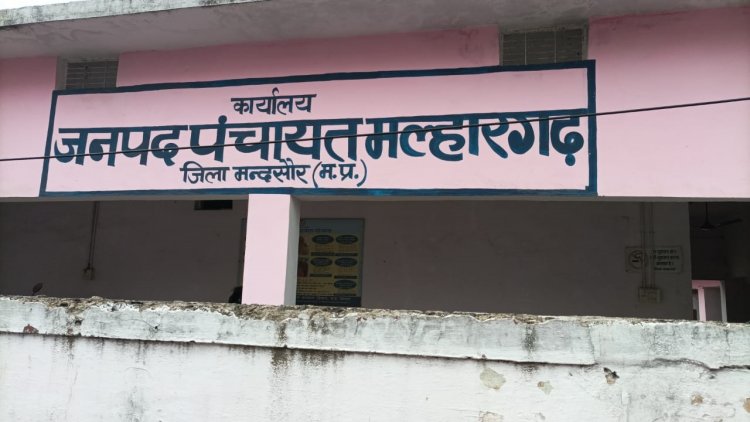 कार्यालय
जनपद पंचायत मल्हारगढ़
जिला मन्दसौर (म.प्र.)